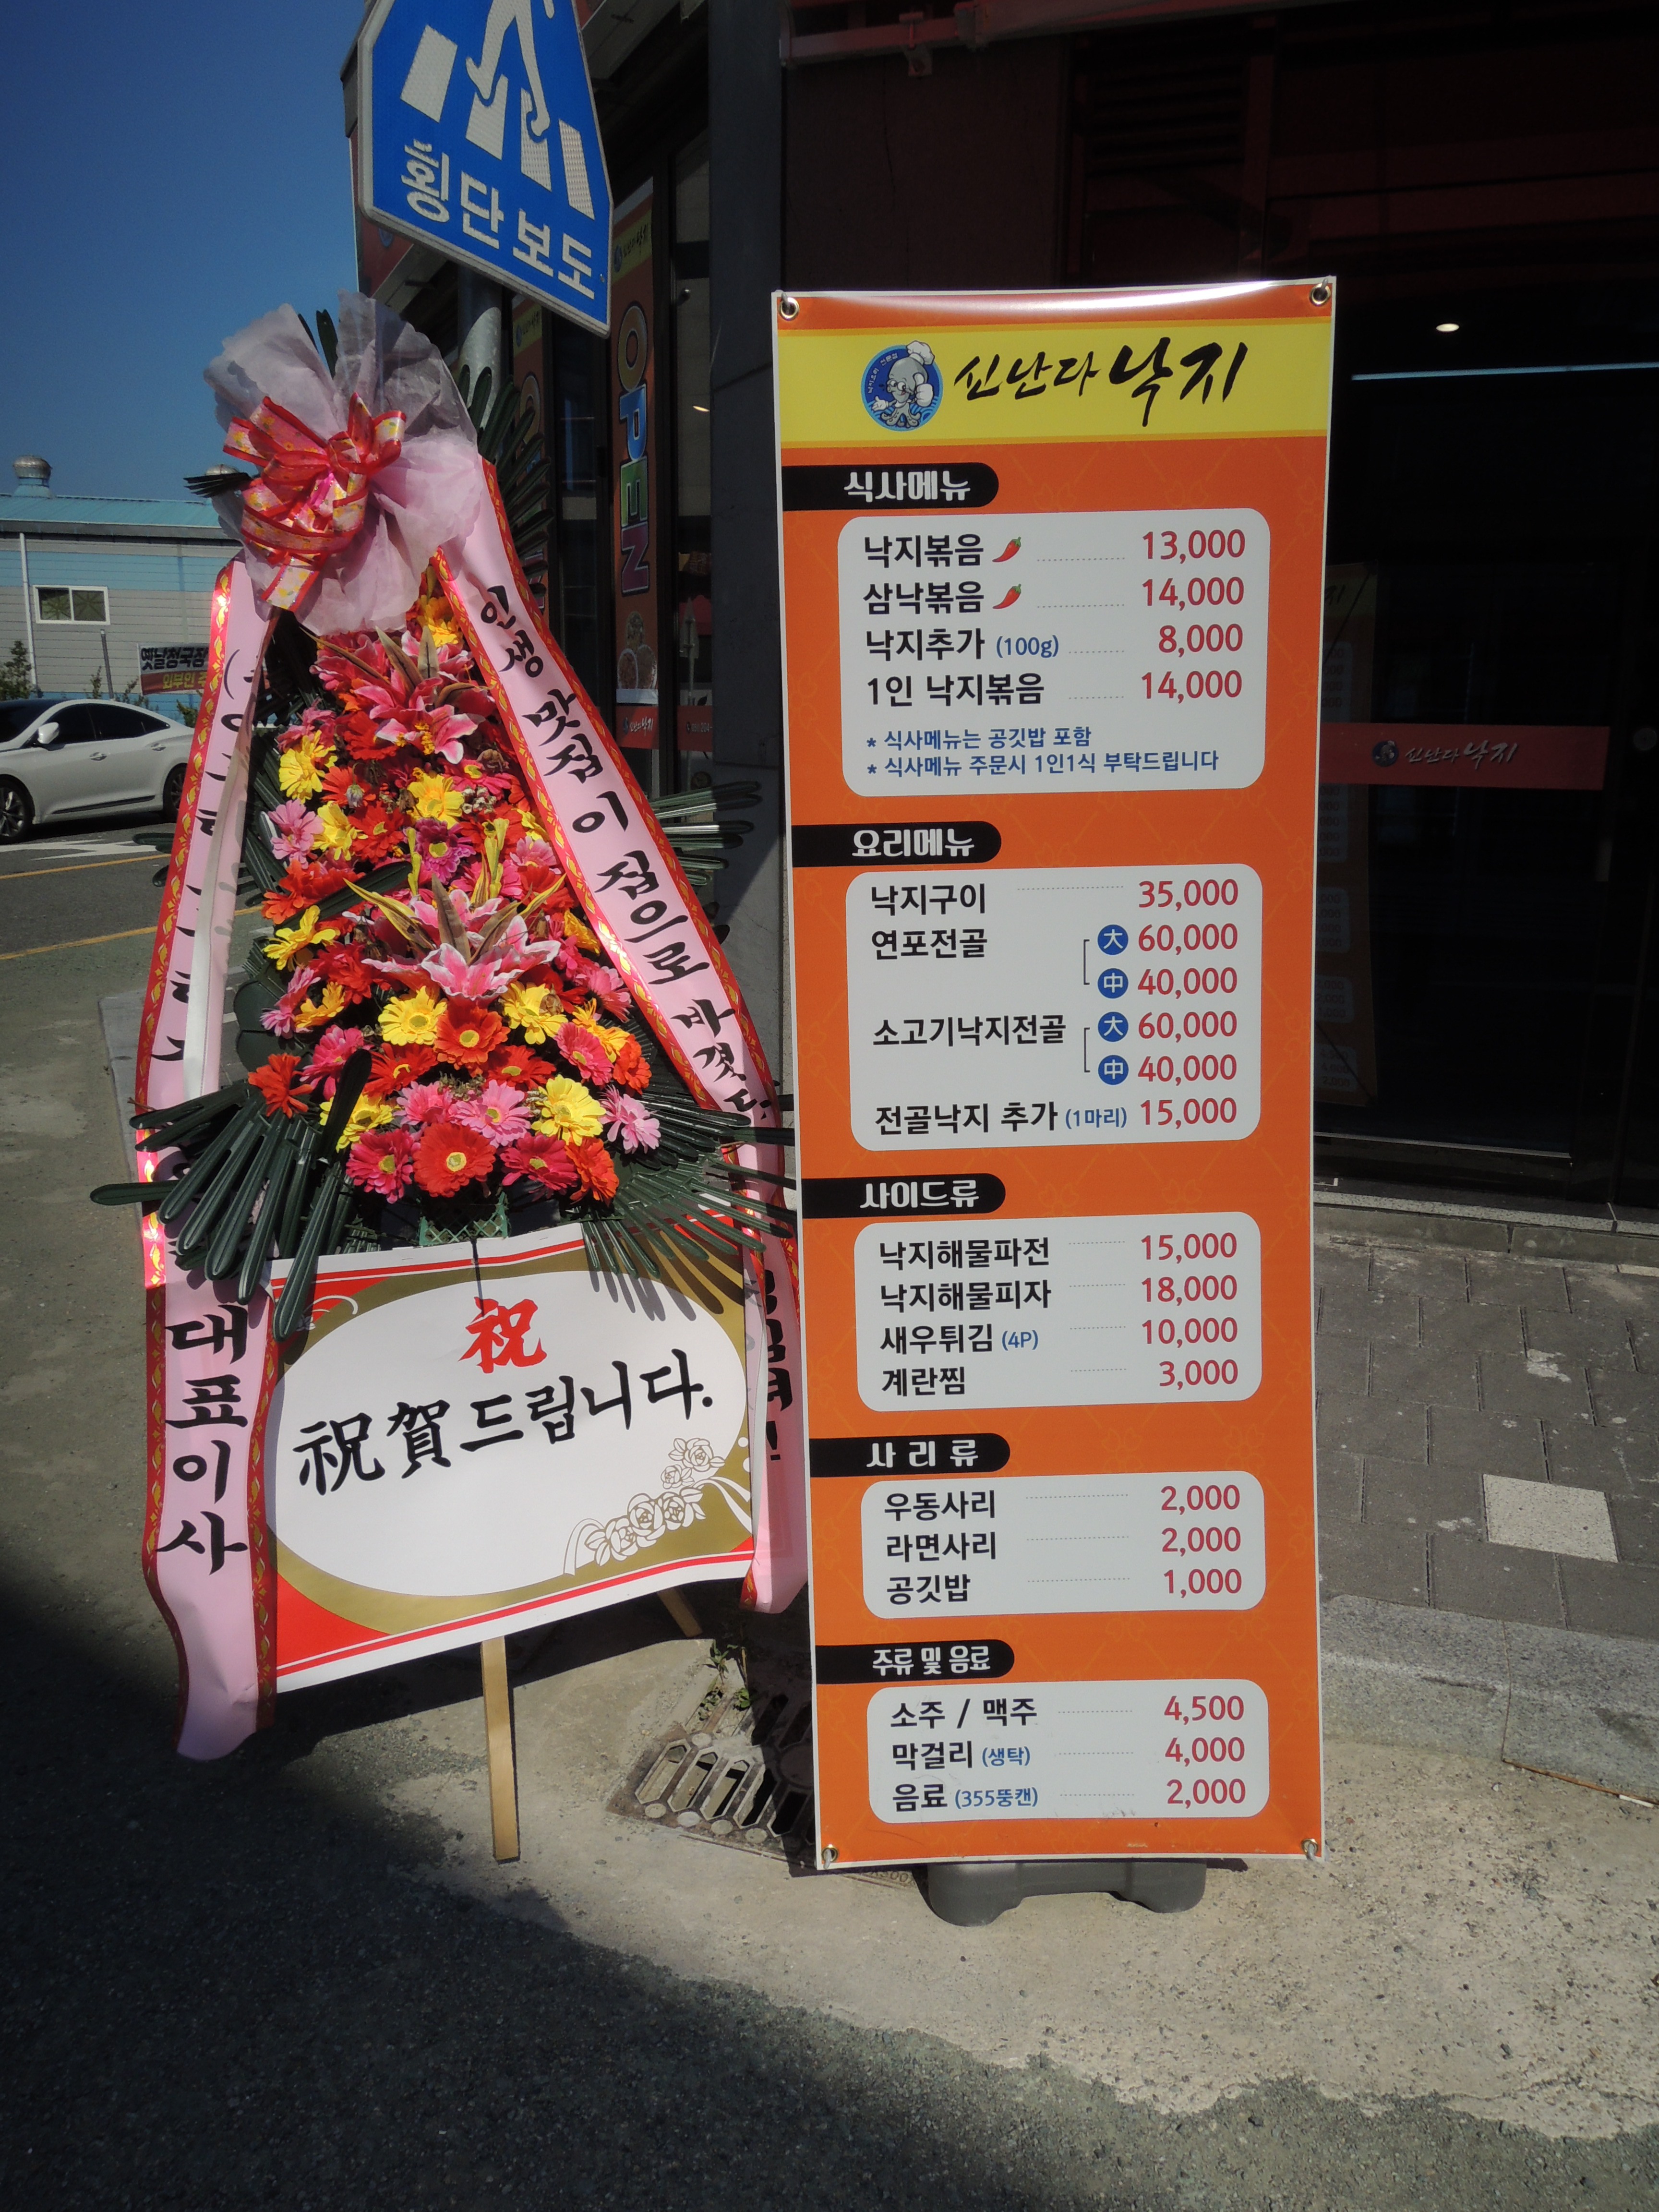 횡단보도
OPEN
옛날청국장
신난다낙지
식사메뉴
낙지볶음 13,000
삼낙볶음 14,000
낙지추가 (100g) 8,000
1인 낙지볶음 14,000
* 식사메뉴는 공깃밥 포함
* 식사메뉴 주문시 1인1식 부탁드립니다
요리메뉴
낙지구이 35,000
연포전골 大 60,000
中 40,000
소고기낙지전골 大 60,000
中 40,000
전골낙지 추가 (1마리) 15,000
사이드류
낙지해물파전 15,000
낙지해물피자 18,000
새우튀김 (4P) 10,000
계란찜 3,000
사리류
우동사리 2,000
라면사리 2,000
공깃밥 1,000
주류 및 음료
소주 / 맥주 4,500
막걸리 (생탁) 4,000
음료 (355뚱캔) 2,000
인생 맛집이 집으로 바꼈다
대표이사
祝
祝賀드립니다.
신난다낙지